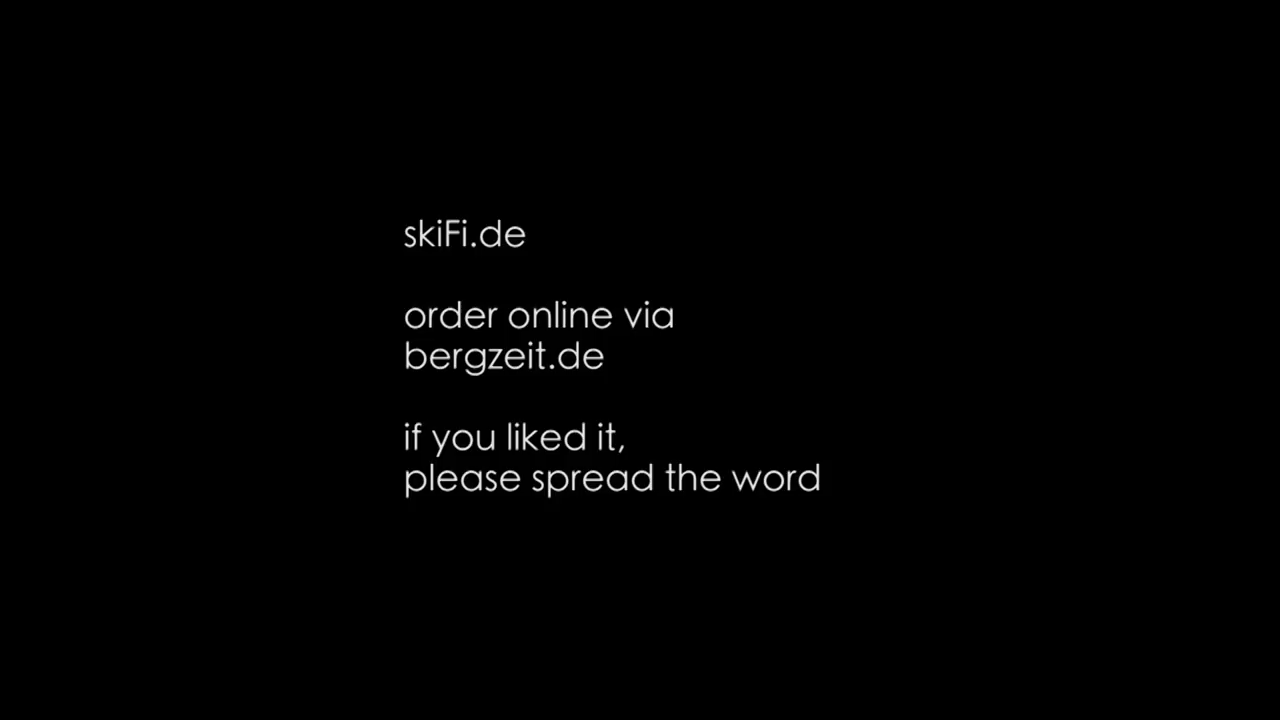 skiFi.de
order online via
bergzeit.de
if you liked it,
please spread the word